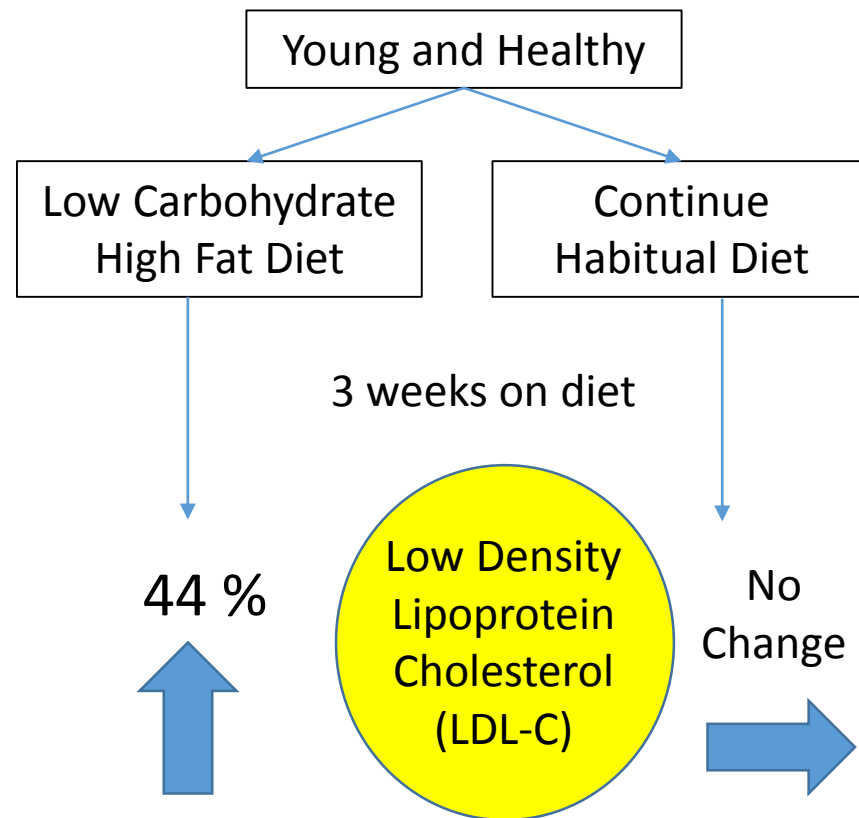 Young and Healthy
Low Carbohydrate
High Fat Diet
Continue
Habitual Diet
3 weeks on diet
44 %
Low Density
Lipoprotein
Cholesterol
(LDL-C)
No
Change